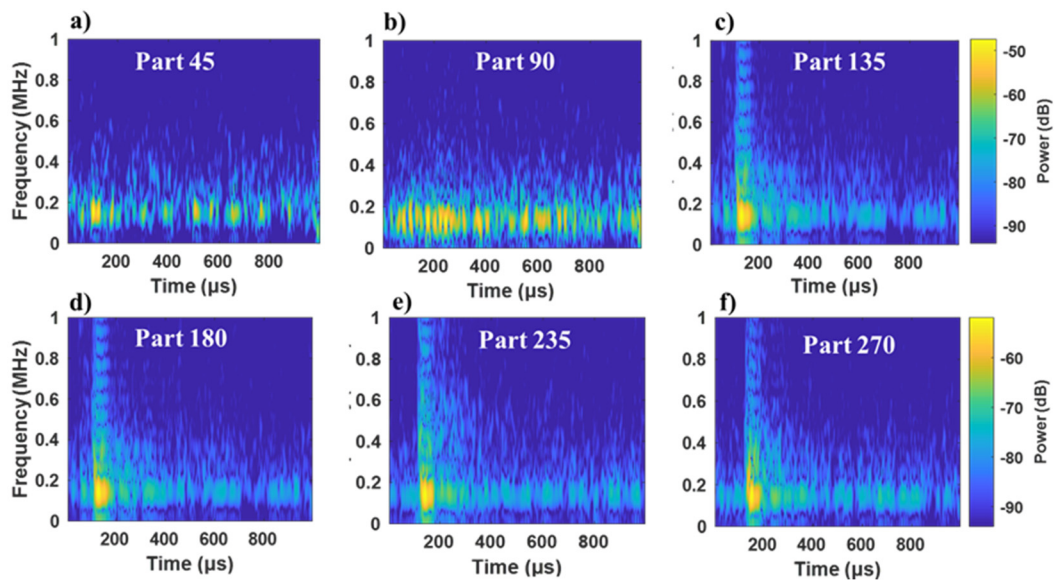 a)
Part 45
Frequency (MHz)
1
0.8
0.6
0.4
0.2
0
200 400 600 800
Time (µs)
b)
Part 90
1
0.8
0.6
0.4
0.2
0
200 400 600 800
Time (µs)
c)
Part 135
1
0.8
0.6
0.4
0.2
0
200 400 600 800
Time (µs)
-50
-60
-70
-80
-90
Power (dB)
d)
Part 180
Frequency (MHz)
1
0.8
0.6
0.4
0.2
0
200 400 600 800
Time (µs)
e)
Part 235
1
0.8
0.6
0.4
0.2
0
200 400 600 800
Time (µs)
f)
Part 270
1
0.8
0.6
0.4
0.2
0
200 400 600 800
Time (µs)
-60
-70
-80
-90
Power (dB)